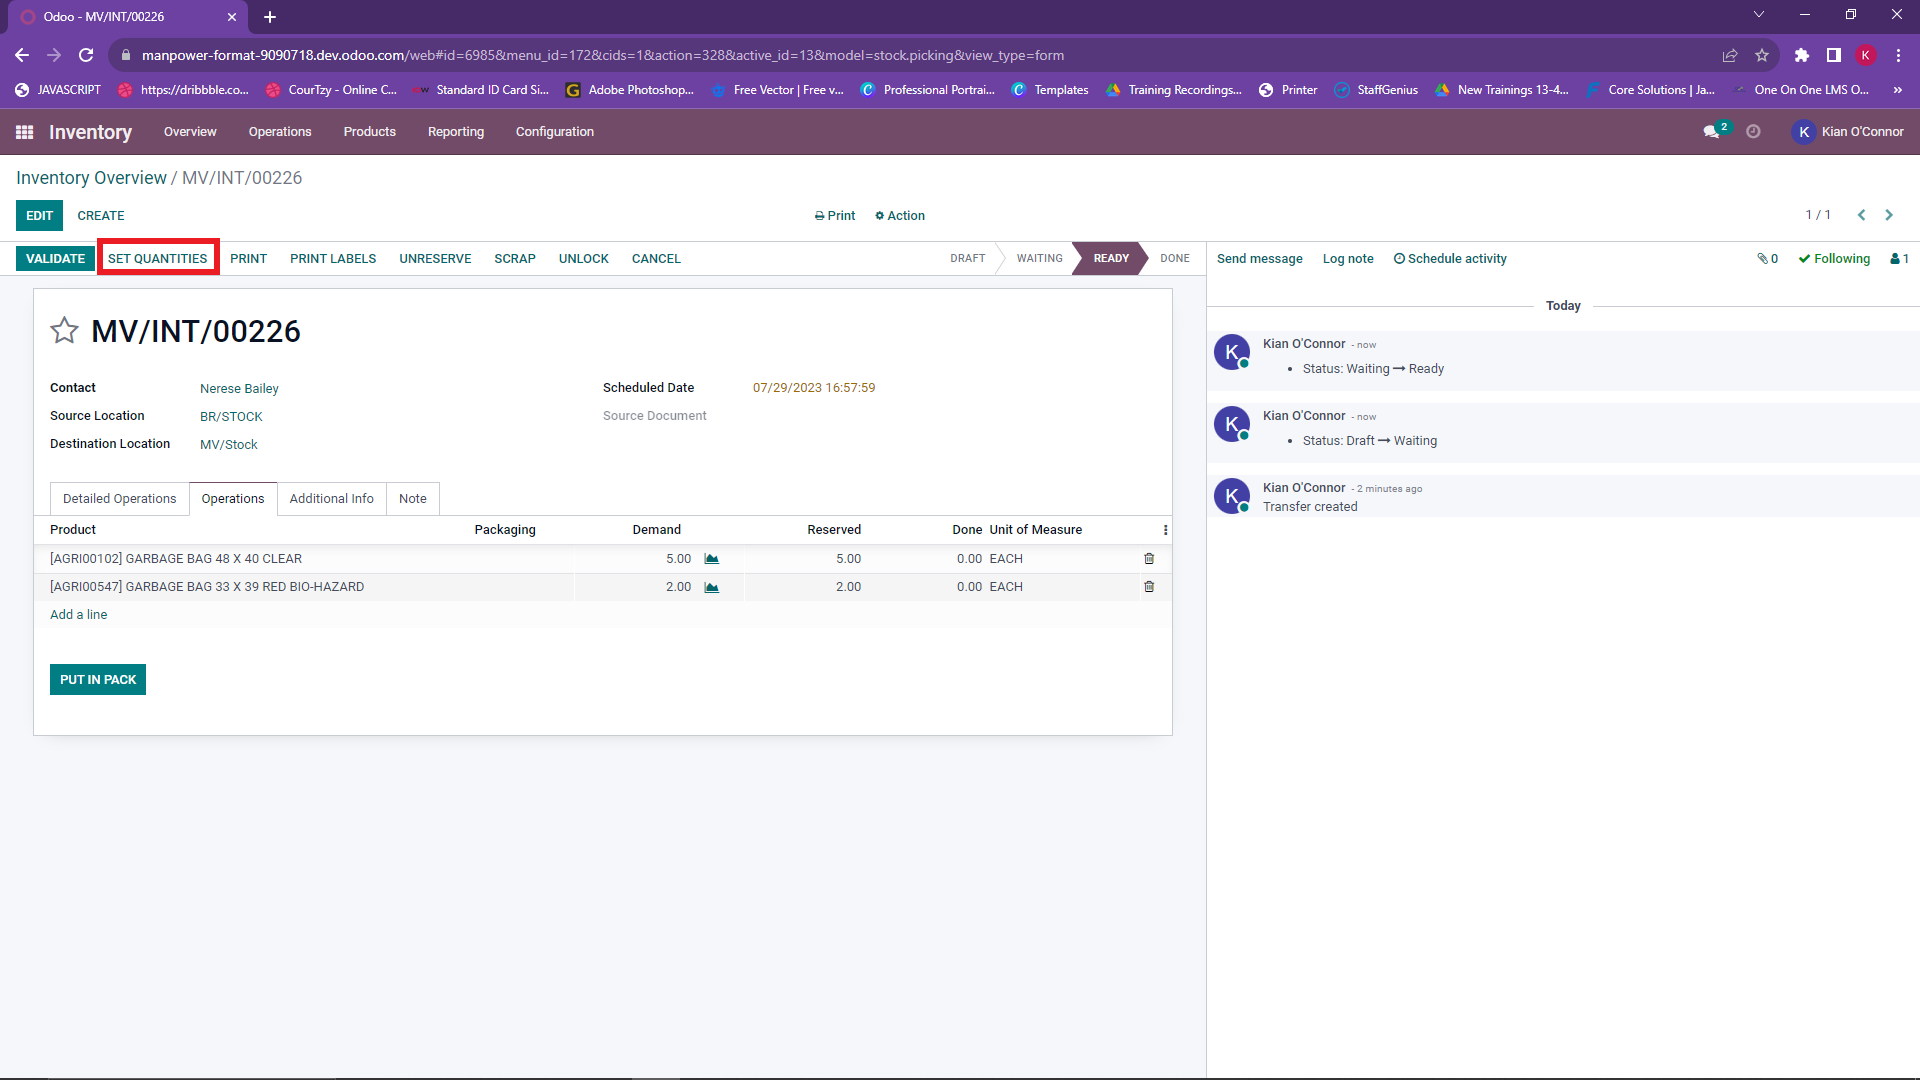 Odoo - MV/INT/00226
manpower-format-9090718.dev.odoo.com/web#id=6985&menu_id=172&cids=1&action=328&active_id=13&model=stock.picking&view_type=form
K
JAVASCRIPT https://dribbble.co... CourTzy - Online C... Standard ID Card Si... Adobe Photoshop... Free Vector | Free v... Professional Portrai... Templates Training Recordings... Printer StaffGenius New Trainings 13-4... Core Solutions | Ja... One On One LMS O... »
Inventory Overview Operations Products Reporting Configuration 2 K Kian O'Connor
Inventory Overview / MV/INT/00226
EDIT CREATE Print Action 1 / 1
VALIDATE SET QUANTITIES PRINT PRINT LABELS UNRESERVE SCRAP UNLOCK CANCEL DRAFT WAITING READY DONE
Send message Log note Schedule activity 0 Following 1
MV/INT/00226
Contact Nerese Bailey
Source Location BR/STOCK
Destination Location MV/Stock
Scheduled Date 07/29/2023 16:57:59
Source Document
Detailed Operations Operations Additional Info Note
Product Packaging Demand Reserved Done Unit of Measure
[AGRI00102] GARBAGE BAG 48 X 40 CLEAR 5.00 5.00 0.00 EACH
[AGRI00547] GARBAGE BAG 33 X 39 RED BIO-HAZARD 2.00 2.00 0.00 EACH
Add a line
PUT IN PACK
Today
K Kian O'Connor - now
• Status: Waiting → Ready
K Kian O'Connor - now
• Status: Draft → Waiting
K Kian O'Connor - 2 minutes ago
Transfer created